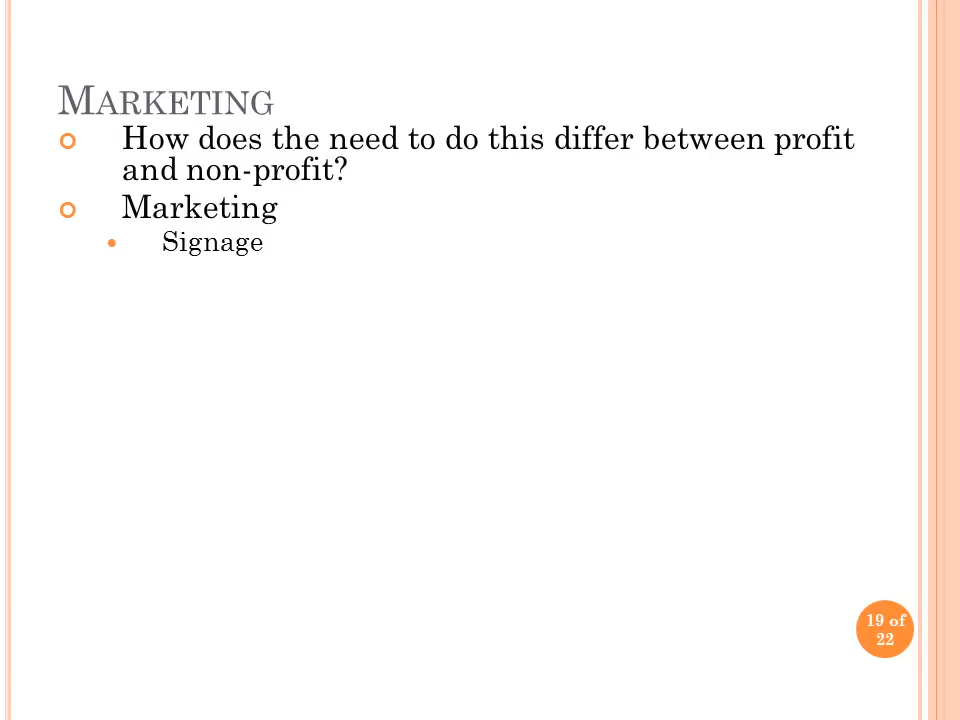 MARKETING
How does the need to do this differ between profit
and non-profit?
Marketing
Signage
19 of
22